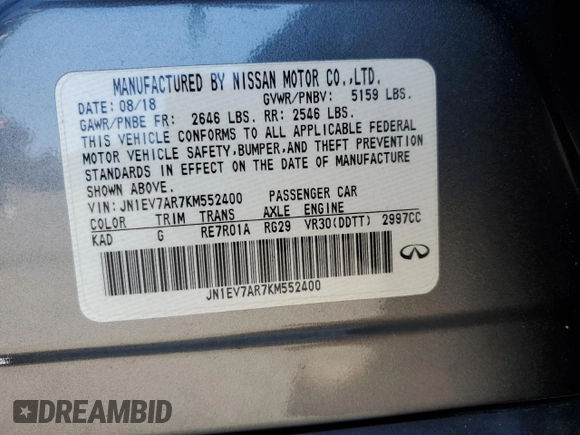 MANUFACTURED BY NISSAN MOTOR CO.,LTD.
DATE: 08/18 GVWR/PNBV: 5159 LBS.
GAWR/PNBE FR: 2646 LBS. RR: 2546 LBS.
THIS VEHICLE CONFORMS TO ALL APPLICABLE FEDERAL
MOTOR VEHICLE SAFETY,BUMPER,AND THEFT PREVENTION
STANDARDS IN EFFECT ON THE DATE OF MANUFACTURE
SHOWN ABOVE.
VIN:JN1EV7AR7KM552400 PASSENGER CAR
COLOR TRIM TRANS AXLE ENGINE
KAD G RE7R01A RG29 VR30(DDTT) 2997CC
JN1EV7AR7KM552400
DREAMBID